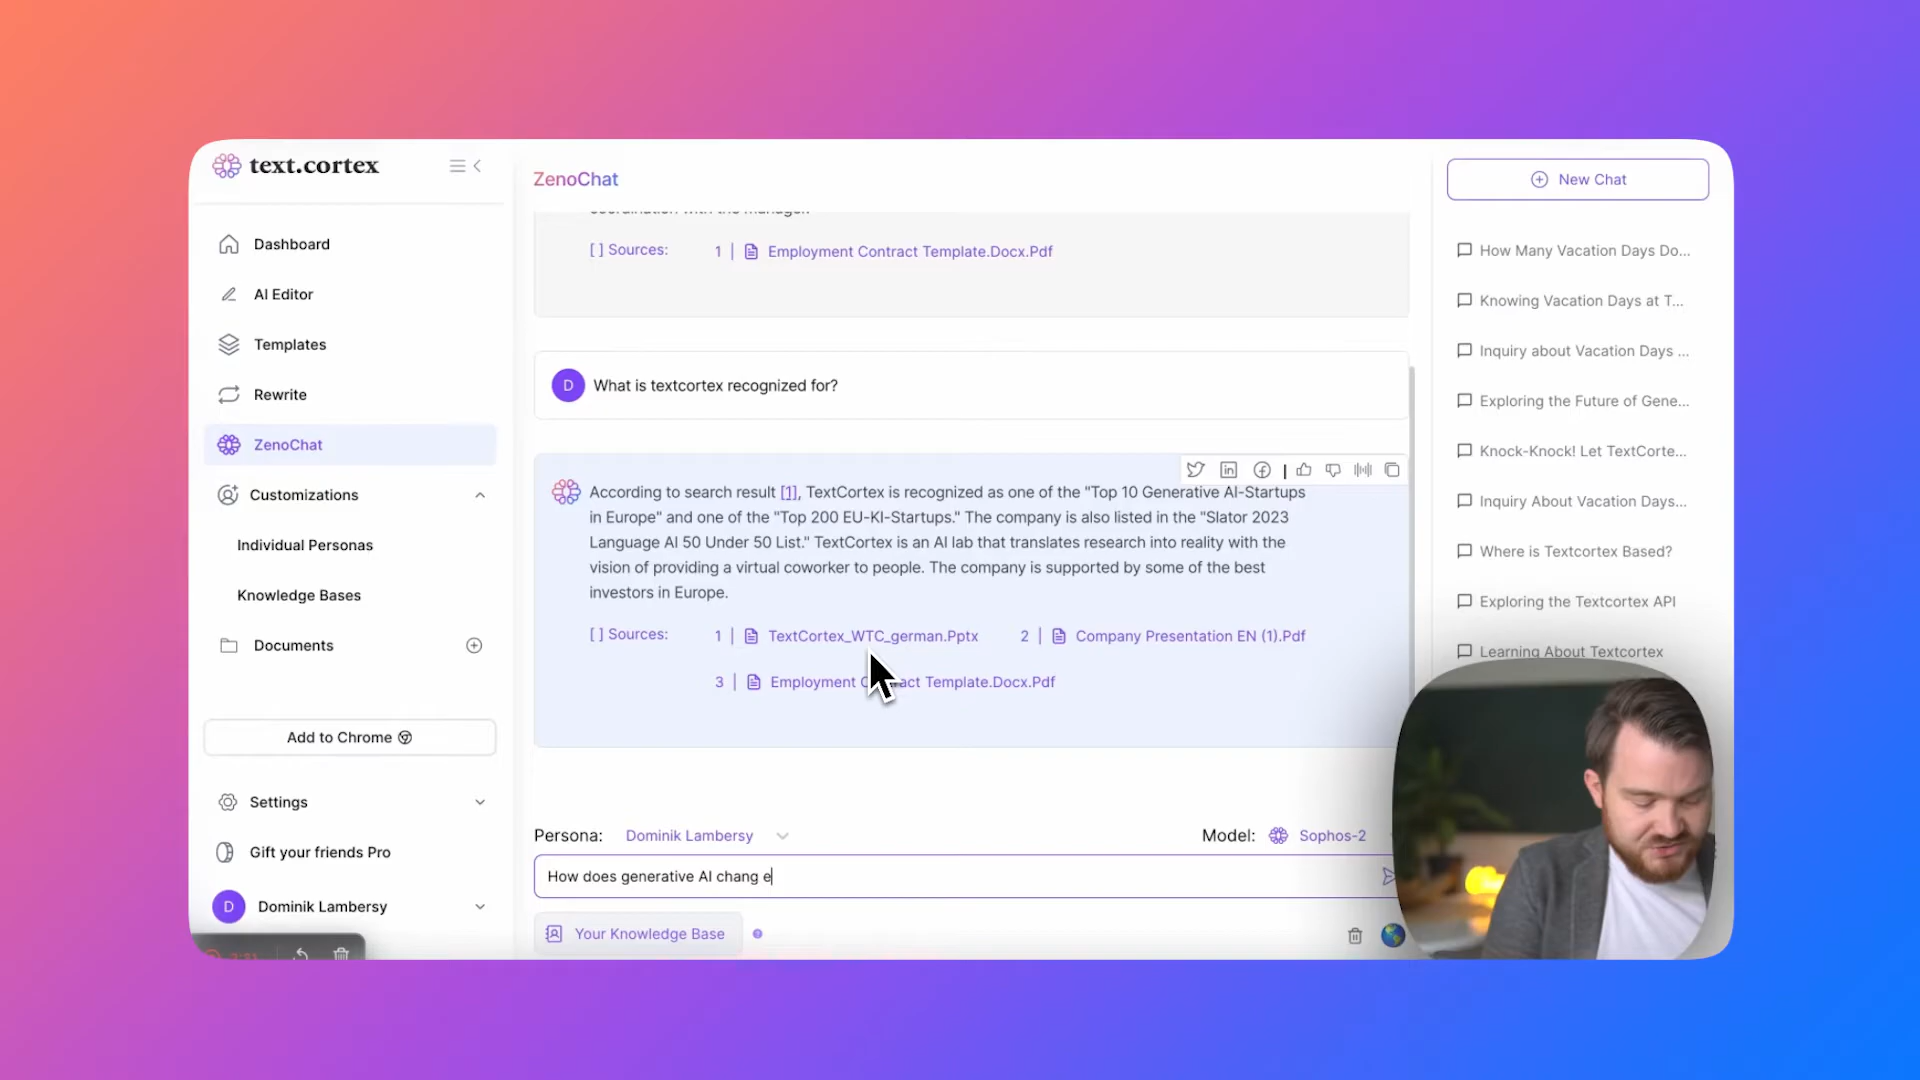 text.cortex
Dashboard
AI Editor
Templates
Rewrite
ZenoChat
Customizations
Individual Personas
Knowledge Bases
Documents
Add to Chrome
Settings
Gift your friends Pro
D Dominik Lambersy
ZenoChat
coordination with the manager.
[ ] Sources: 1 | Employment Contract Template.Docx.Pdf
D What is textcortex recognized for?
According to search result [1], TextCortex is recognized as one of the "Top 10 Generative AI-Startups
in Europe" and one of the "Top 200 EU-KI-Startups." The company is also listed in the "Slator 2023
Language AI 50 Under 50 List." TextCortex is an AI lab that translates research into reality with the
vision of providing a virtual coworker to people. The company is supported by some of the best
investors in Europe.
[ ] Sources: 1 | TextCortex_WTC_german.Pptx 2 | Company Presentation EN (1).Pdf
3 | Employment Contract Template.Docx.Pdf
Persona: Dominik Lambersy Model: Sophos-2
How does generative AI chang e
Your Knowledge Base
New Chat
How Many Vacation Days Do...
Knowing Vacation Days at T...
Inquiry about Vacation Days ...
Exploring the Future of Gene...
Knock-Knock! Let TextCorte...
Inquiry About Vacation Days...
Where is Textcortex Based?
Exploring the Textcortex API
Learning About Textcortex